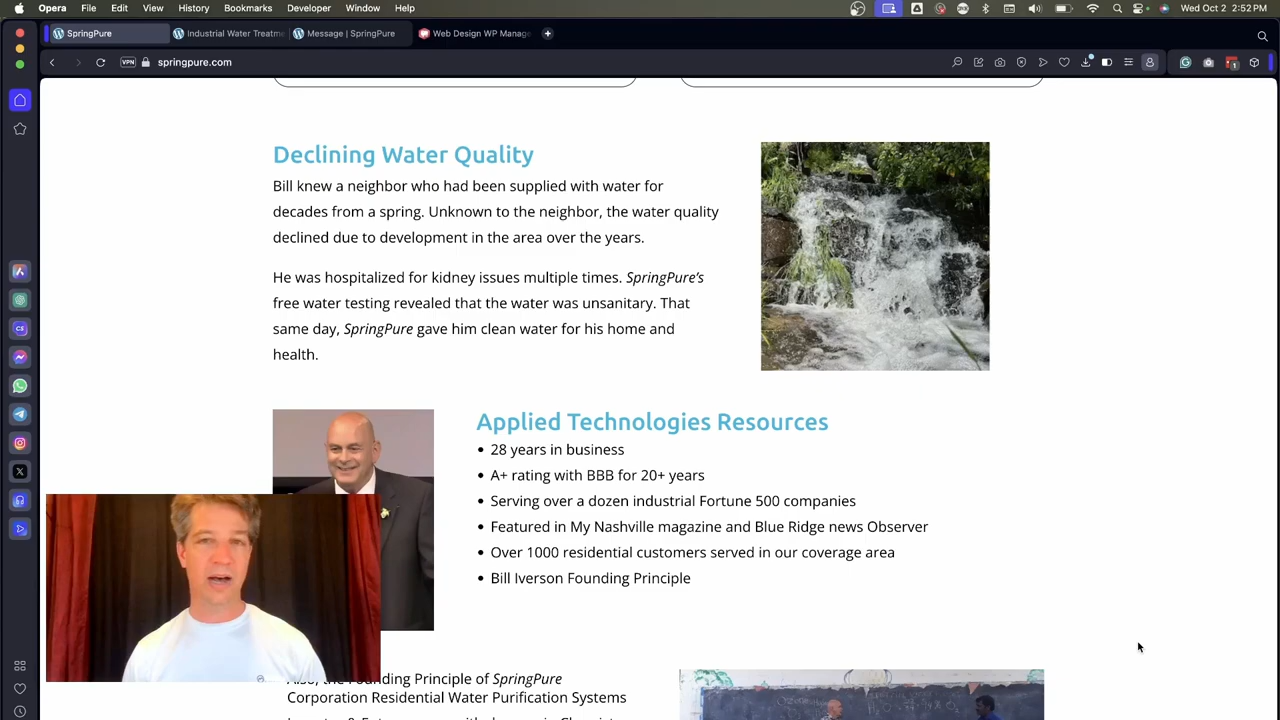 Opera File Edit View History Bookmarks Developer Window Help
Wed Oct 2 2:52 PM
SpringPure
Industrial Water Treatm
Message | SpringPure
Web Design WP Manage
VPN
springpure.com
Declining Water Quality
Bill knew a neighbor who had been supplied with water for
decades from a spring. Unknown to the neighbor, the water quality
declined due to development in the area over the years.
He was hospitalized for kidney issues multiple times. SpringPure's
free water testing revealed that the water was unsanitary. That
same day, SpringPure gave him clean water for his home and
health.
Applied Technologies Resources
• 28 years in business
• A+ rating with BBB for 20+ years
• Serving over a dozen industrial Fortune 500 companies
• Featured in My Nashville magazine and Blue Ridge news Observer
• Over 1000 residential customers served in our coverage area
• Bill Iverson Founding Principle
Also, the Founding Principle of SpringPure
Corporation Residential Water Purification Systems